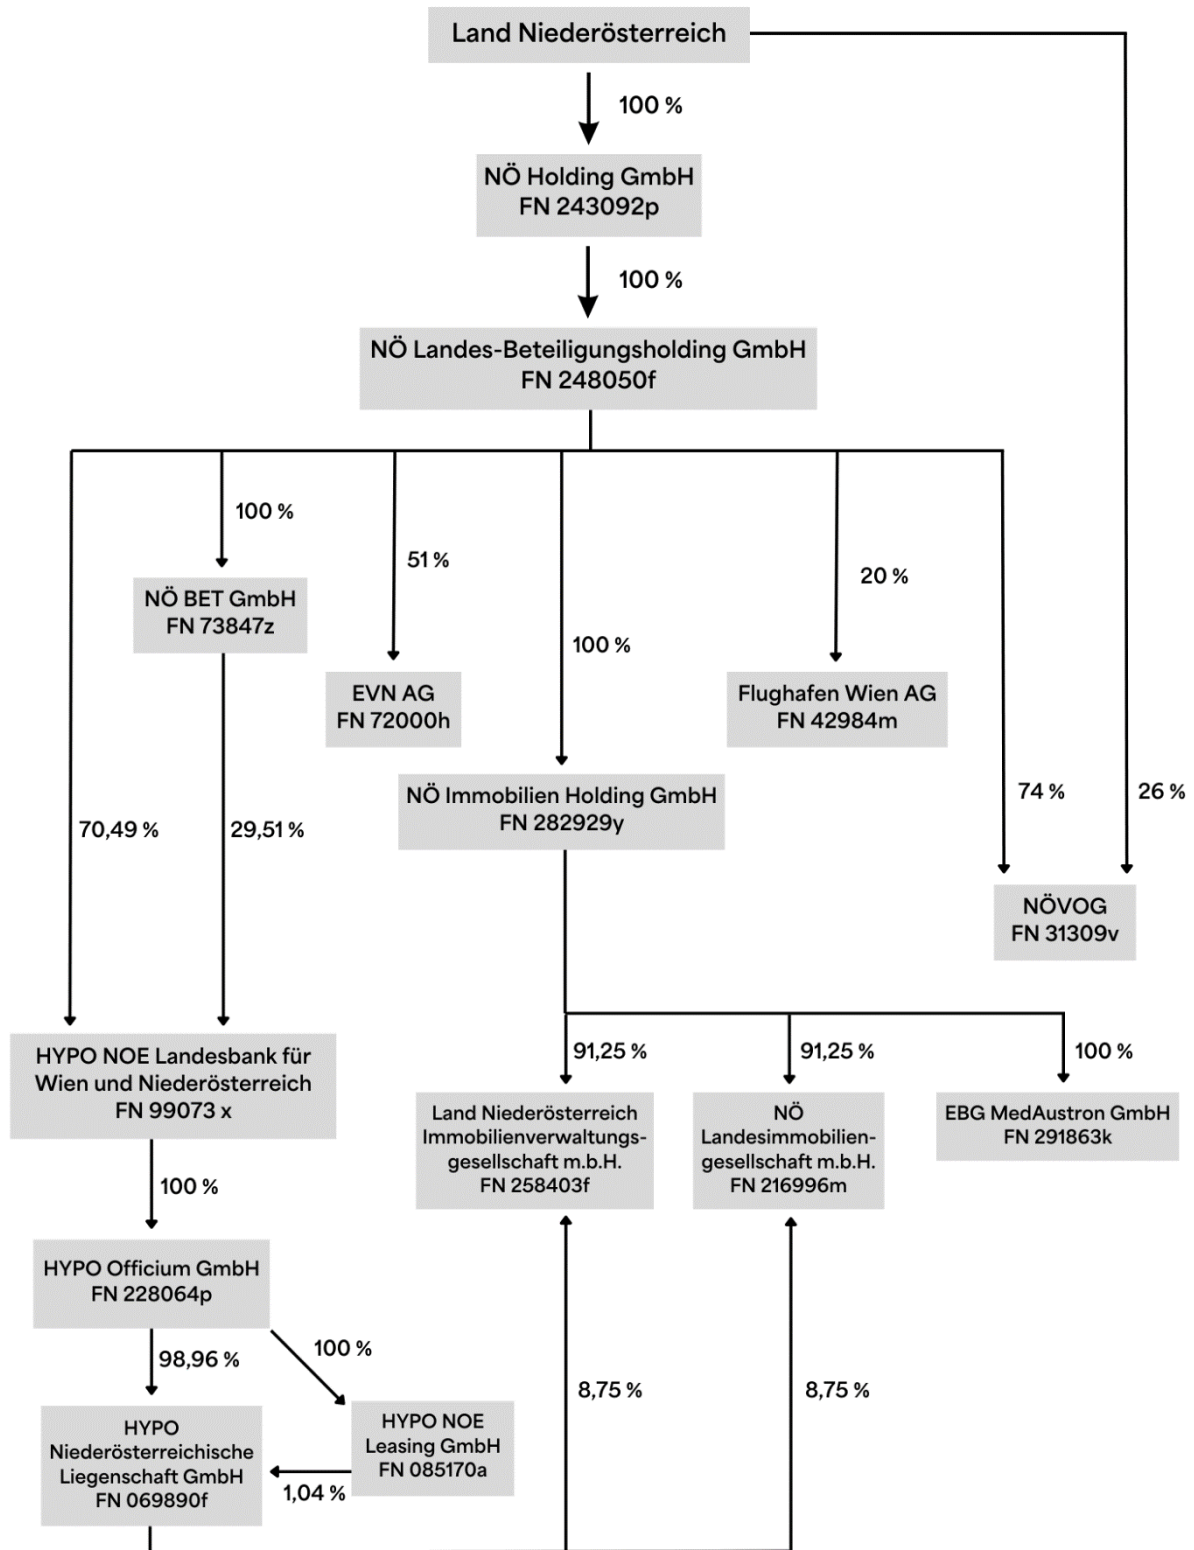 Land Niederösterreich
100 %
NÖ Holding GmbH
FN 243092p
100 %
NÖ Landes-Beteiligungsholding GmbH
FN 248050f
100 %
51 %
20 %
NÖ BET GmbH
FN 73847z
100 %
EVN AG
FN 72000h
Flughafen Wien AG
FN 42984m
NÖ Immobilien Holding GmbH
FN 282929y
74 %
26 %
70,49 %
29,51 %
NÖVOG
FN 31309v
HYPO NOE Landesbank für
Wien und Niederösterreich
FN 99073 x
91,25 %
91,25 %
100 %
Land Niederösterreich
Immobilienverwaltungs-
gesellschaft m.b.H.
FN 258403f
NÖ
Landesimmobilien-
gesellschaft m.b.H.
FN 216996m
EBG MedAustron GmbH
FN 291863k
100 %
HYPO Officium GmbH
FN 228064p
98,96 %
100 %
8,75 %
8,75 %
HYPO
Niederösterreichische
Liegenschaft GmbH
FN 069890f
HYPO NOE
Leasing GmbH
FN 085170a
1,04 %